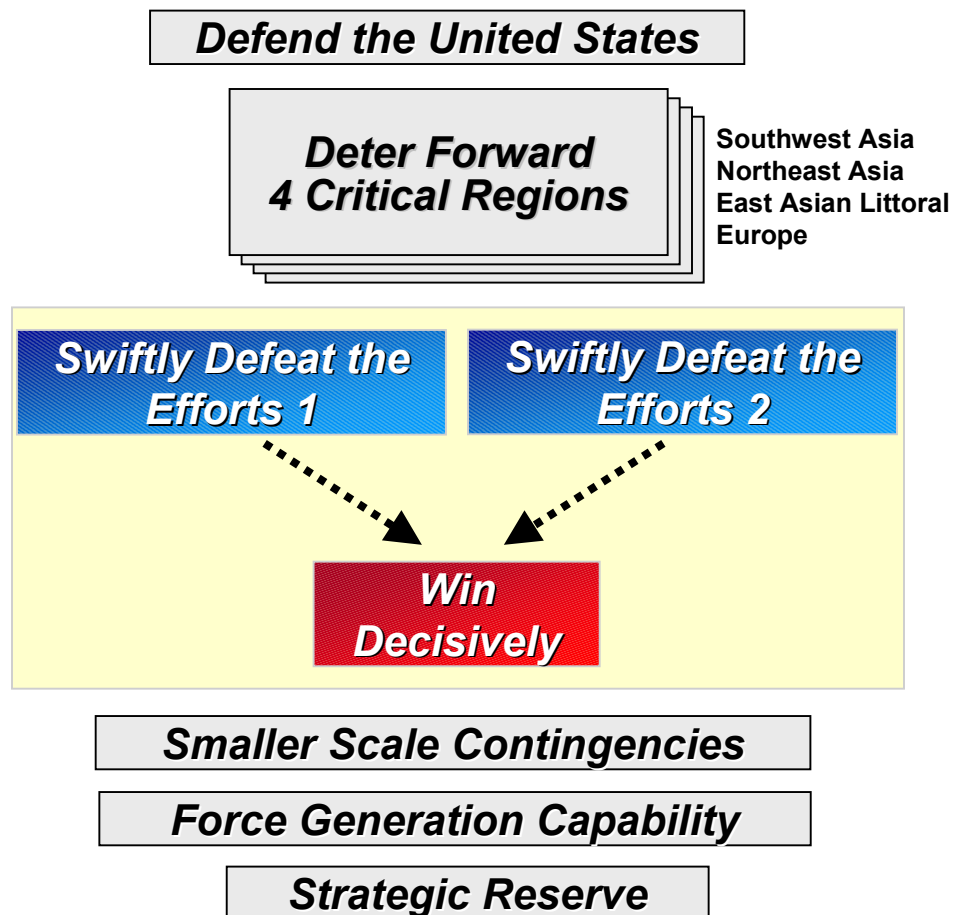 Defend the United States
Deter Forward
4 Critical Regions
Southwest Asia
Northeast Asia
East Asian Littoral
Europe
Swiftly Defeat the
Efforts 1
Swiftly Defeat the
Efforts 2
Win
Decisively
Smaller Scale Contingencies
Force Generation Capability
Strategic Reserve